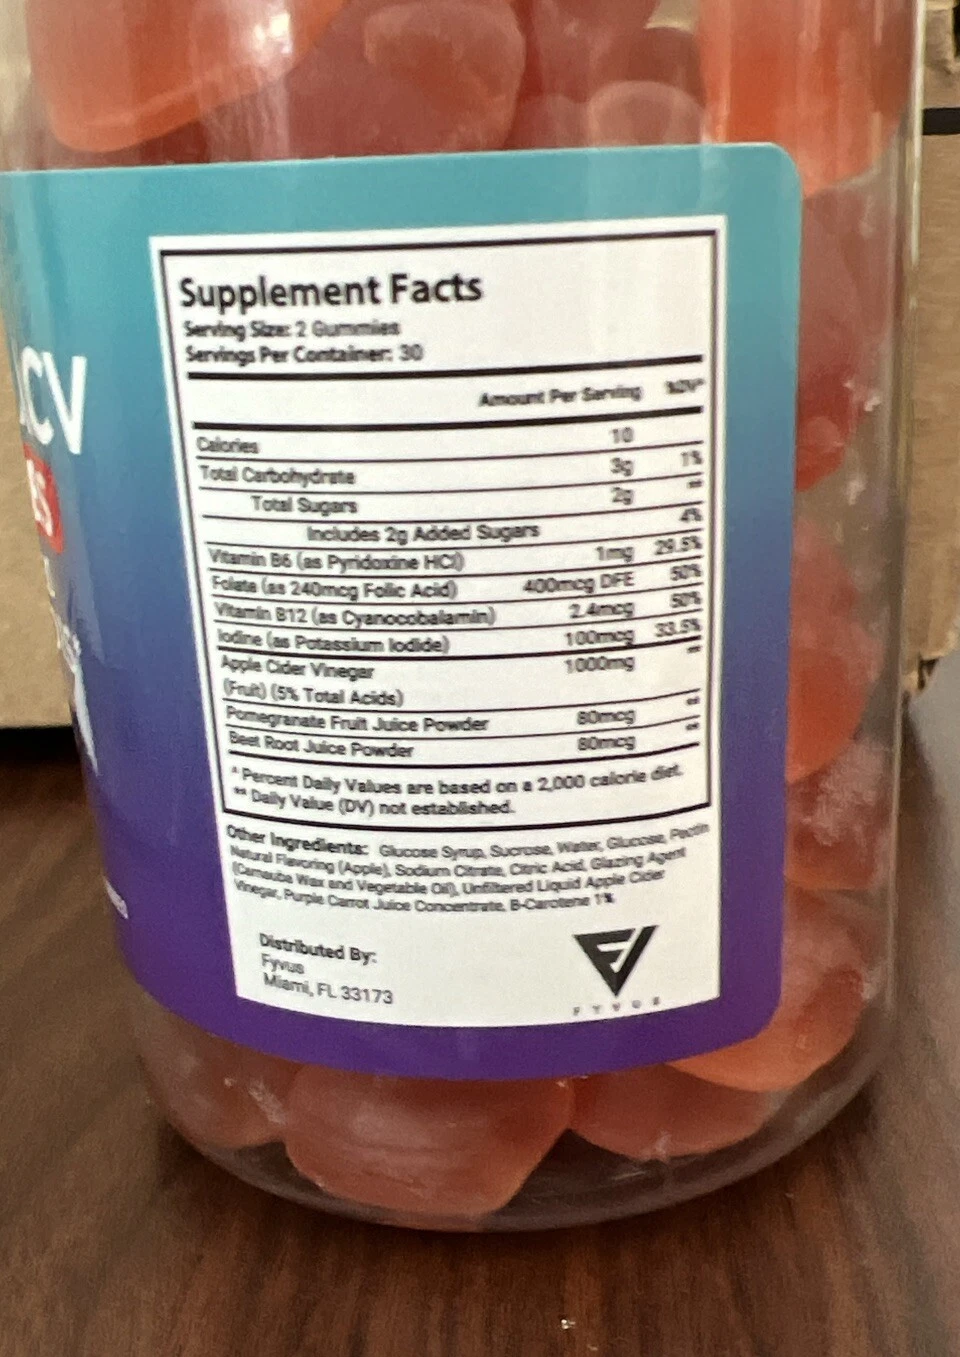 CV
Supplement Facts
Serving Size: 2 Gummies
Servings Per Container: 30
Amount Per Serving %DV*
Calories 10
Total Carbohydrate 3g 1%
Total Sugars 2g **
Includes 2g Added Sugars 4%
Vitamin B6 (as Pyridoxine HCl) 1mg 29.5%
Folate (as 240mcg Folic Acid) 400mcg DFE 50%
Vitamin B12 (as Cyanocobalamin) 2.4mcg 50%
Iodine (as Potassium Iodide) 100mcg 33.5%
Apple Cider Vinegar 1000mg **
(Fruit) (5% Total Acids)
Pomegranate Fruit Juice Powder 80mcg **
Beet Root Juice Powder 80mcg **
* Percent Daily Values are based on a 2,000 calorie diet.
** Daily Value (DV) not established.
Other Ingredients: Glucose Syrup, Sucrose, Water, Glucose, Pectin
Natural Flavoring (Apple), Sodium Citrate, Citric Acid, Glazing Agent
(Carnauba Wax and Vegetable Oil), Unfiltered Liquid Apple Cider
Vinegar, Purple Carrot Juice Concentrate, B-Carotene 1%
Distributed By:
Fyvus
Miami, FL 33173
FYVUS